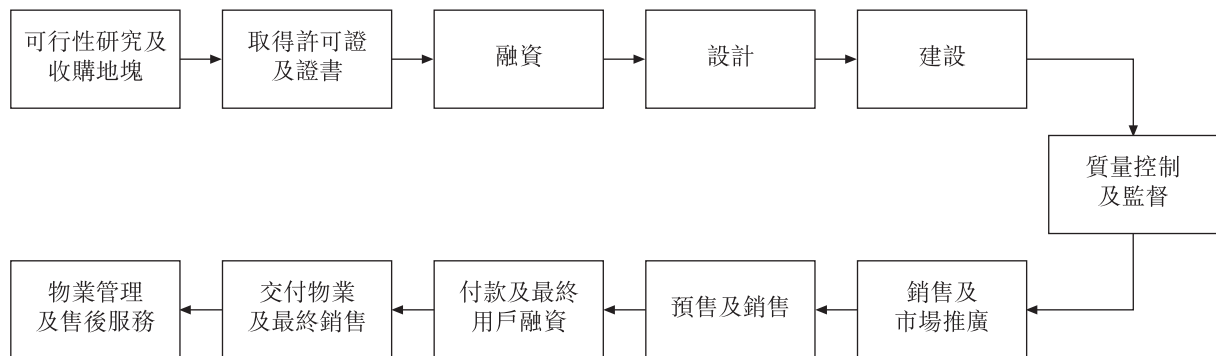 可行性研究及
收購地塊
取得許可證
及證書
融資
設計
建設
質量控制
及監督
銷售及
市場推廣
預售及銷售
付款及最終
用戶融資
交付物業
及最終銷售
物業管理
及售後服務